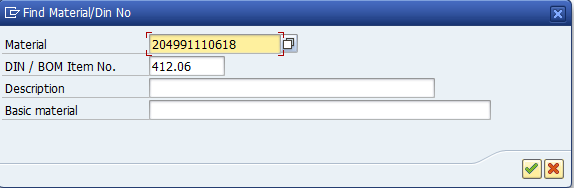 Find Material/Din No
Material 204991110618
DIN / BOM Item No. 412.06
Description
Basic material